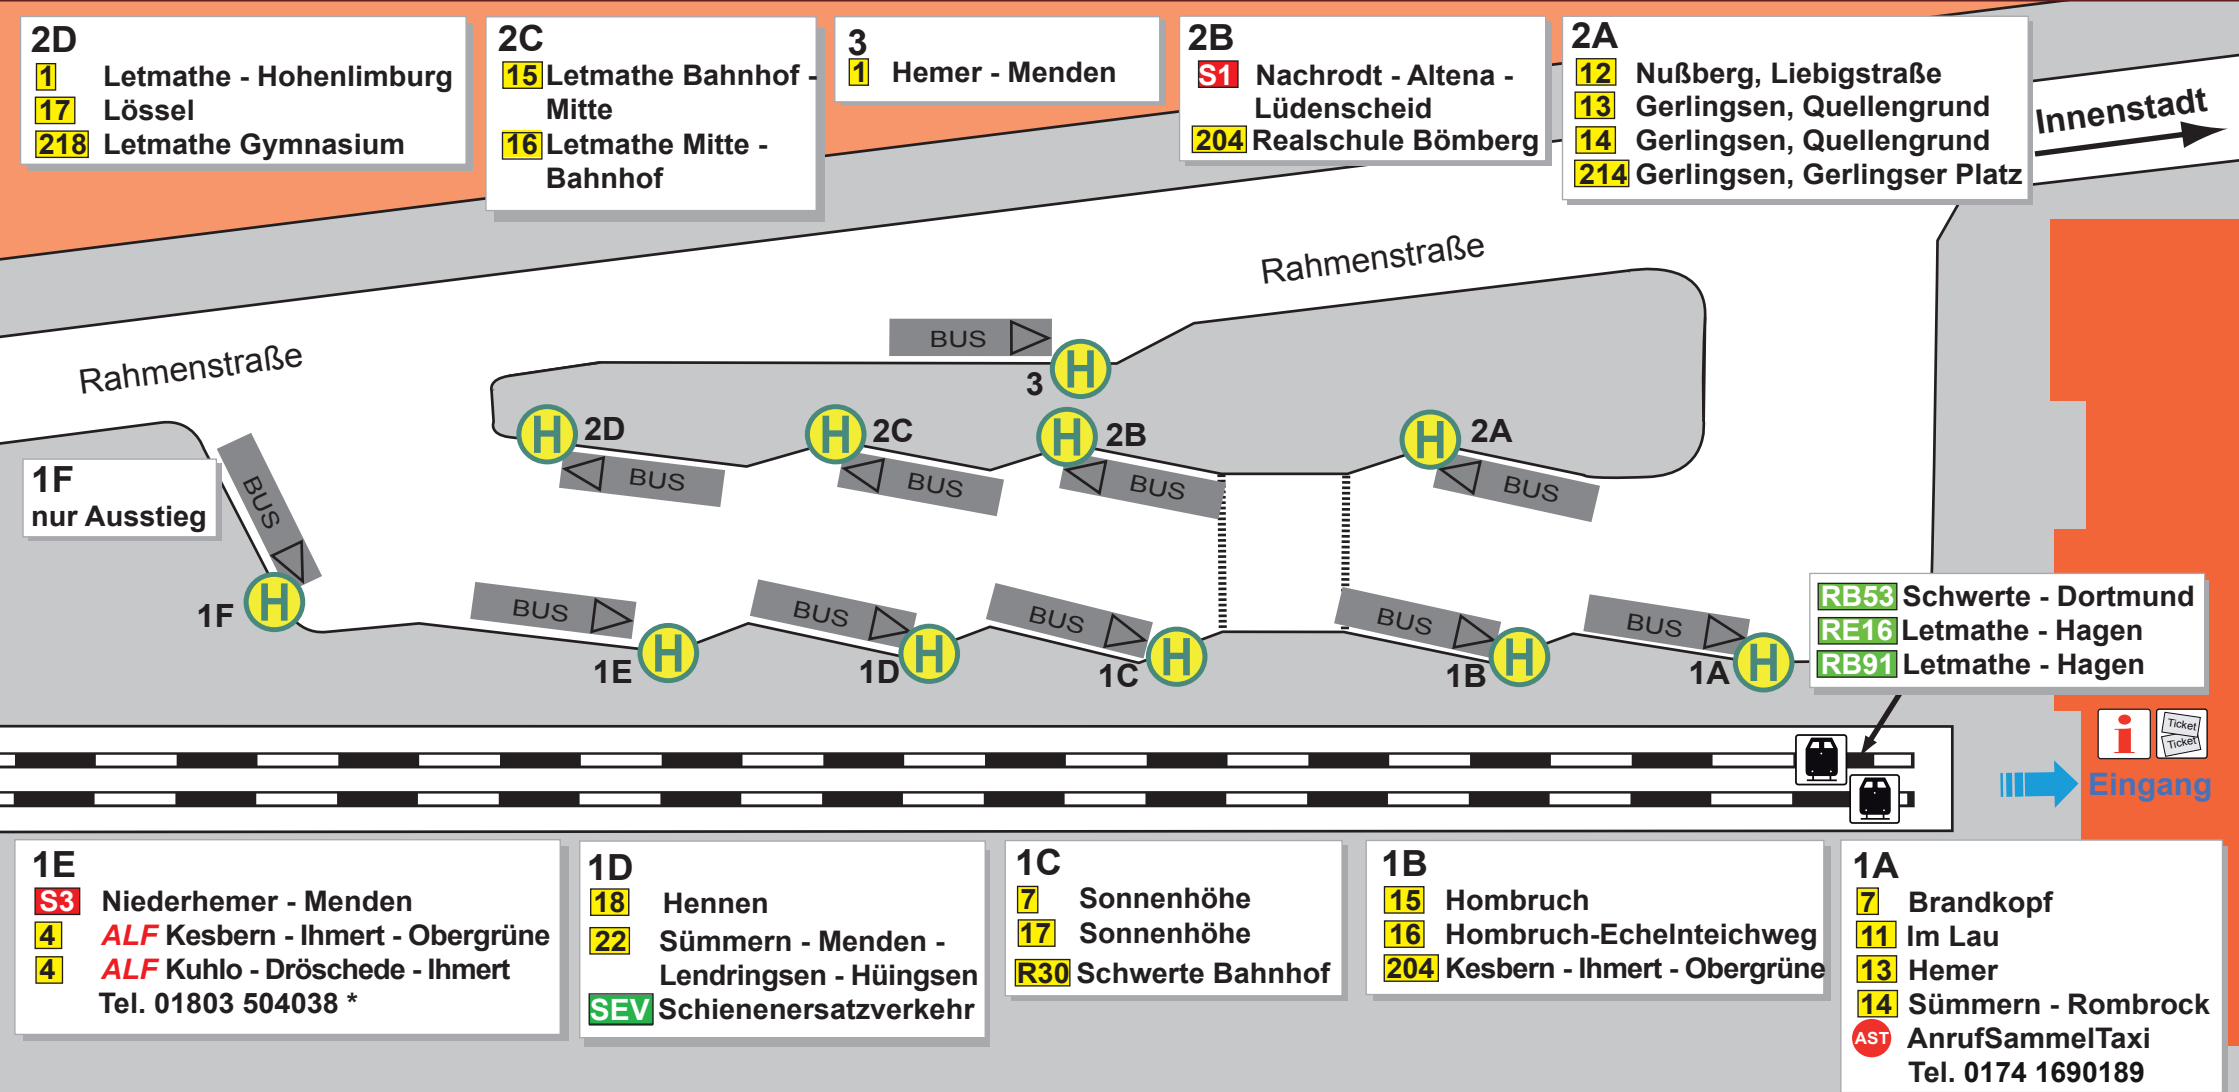 2D
1 Letmathe - Hohenlimburg
17 Lössel
218 Letmathe Gymnasium
2C
15 Letmathe Bahnhof -
Mitte
16 Letmathe Mitte -
Bahnhof
3
1 Hemer - Menden
2B
S1 Nachrodt - Altena -
Lüdenscheid
204 Realschule Bömberg
2A
12 Nußberg, Liebigstraße
13 Gerlingsen, Quellengrund
14 Gerlingsen, Quellengrund
214 Gerlingsen, Gerlingser Platz
Innenstadt
Rahmenstraße
Rahmenstraße
BUS
H
3
H 2D
BUS
H 2C
BUS
H 2B
BUS
H 2A
BUS
1F
nur Ausstieg
BUS
1F H
BUS
1E H
BUS
1D H
BUS
1C H
BUS
1B H
BUS
1A H
RB53 Schwerte - Dortmund
RE16 Letmathe - Hagen
RB91 Letmathe - Hagen
i
Ticket
Ticket
Eingang
1E
S3 Niederhemer - Menden
4 ALF Kesbern - Ihmert - Obergrüne
4 ALF Kuhlo - Dröschede - Ihmert
Tel. 01803 504038 *
1D
18 Hennen
22 Sümmern - Menden -
Lendringsen - Hüingsen
SEV Schienenersatzverkehr
1C
7 Sonnenhöhe
17 Sonnenhöhe
R30 Schwerte Bahnhof
1B
15 Hombruch
16 Hombruch-Echelnteichweg
204 Kesbern - Ihmert - Obergrüne
1A
7 Brandkopf
11 Im Lau
13 Hemer
14 Sümmern - Rombrock
AST AnrufSammelTaxi
Tel. 0174 1690189